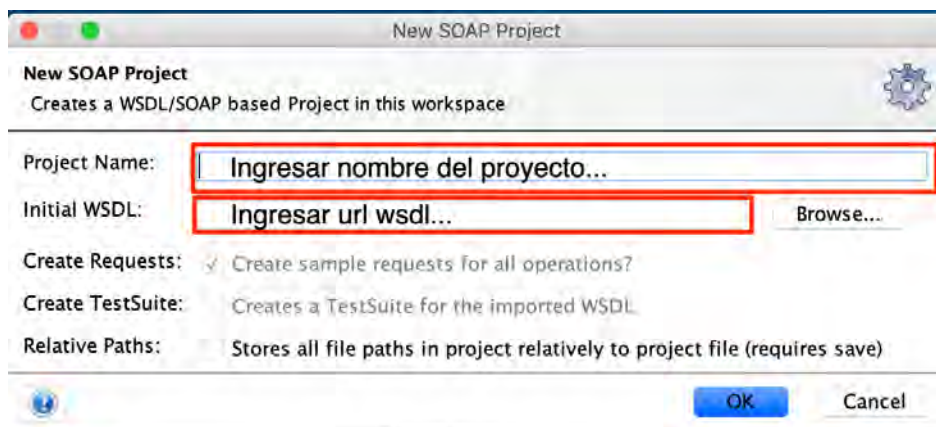 New SOAP Project
New SOAP Project
Creates a WSDL/SOAP based Project in this workspace
Project Name: Ingresar nombre del proyecto...
Initial WSDL: Ingresar url wsdl... Browse...
Create Requests: Create sample requests for all operations?
Create TestSuite: Creates a TestSuite for the imported WSDL
Relative Paths: Stores all file paths in project relatively to project file (requires save)
? OK Cancel